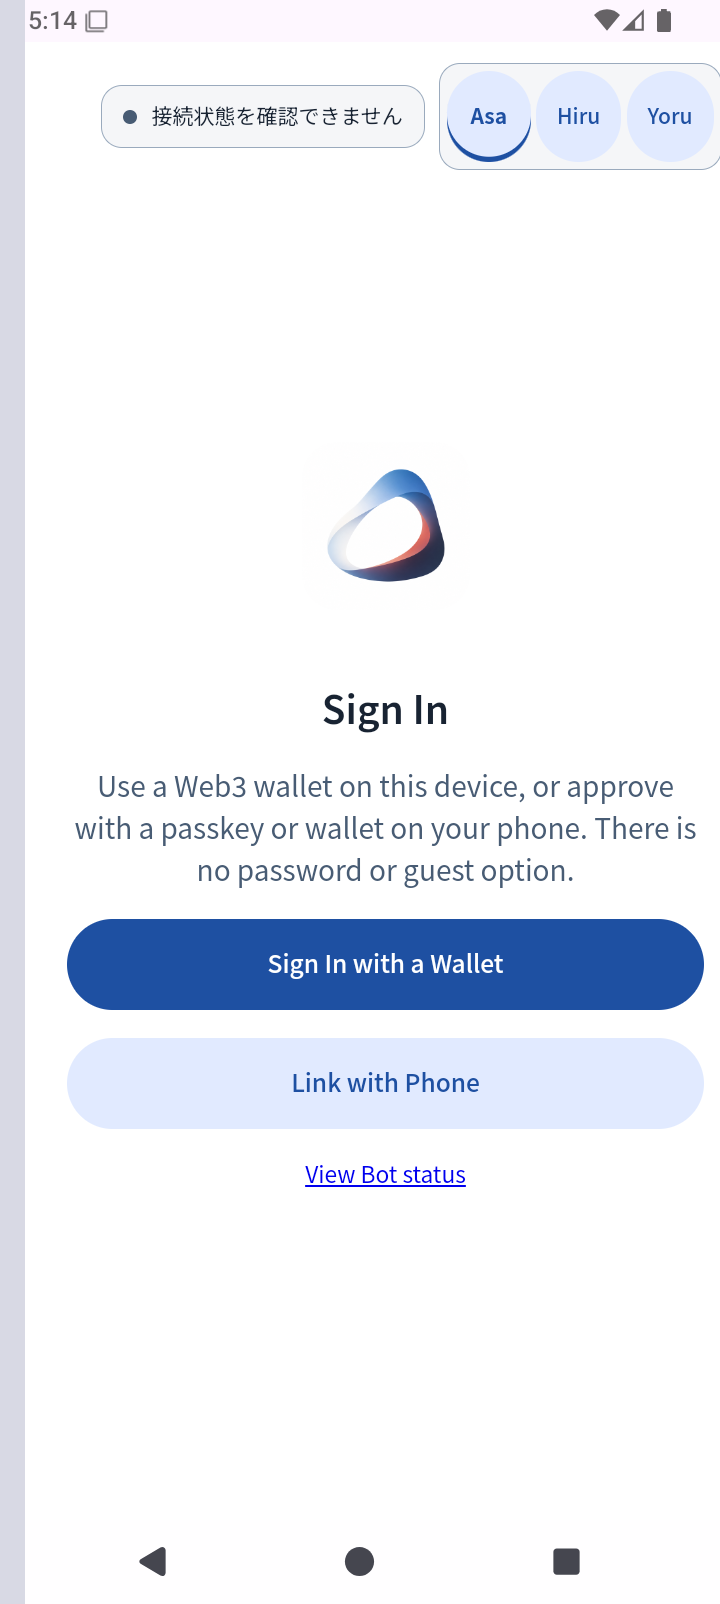 5:14
接続状態を確認できません
Asa
Hiru
Yoru
Sign In
Use a Web3 wallet on this device, or approve
with a passkey or wallet on your phone. There is
no password or guest option.
Sign In with a Wallet
Link with Phone
View Bot status